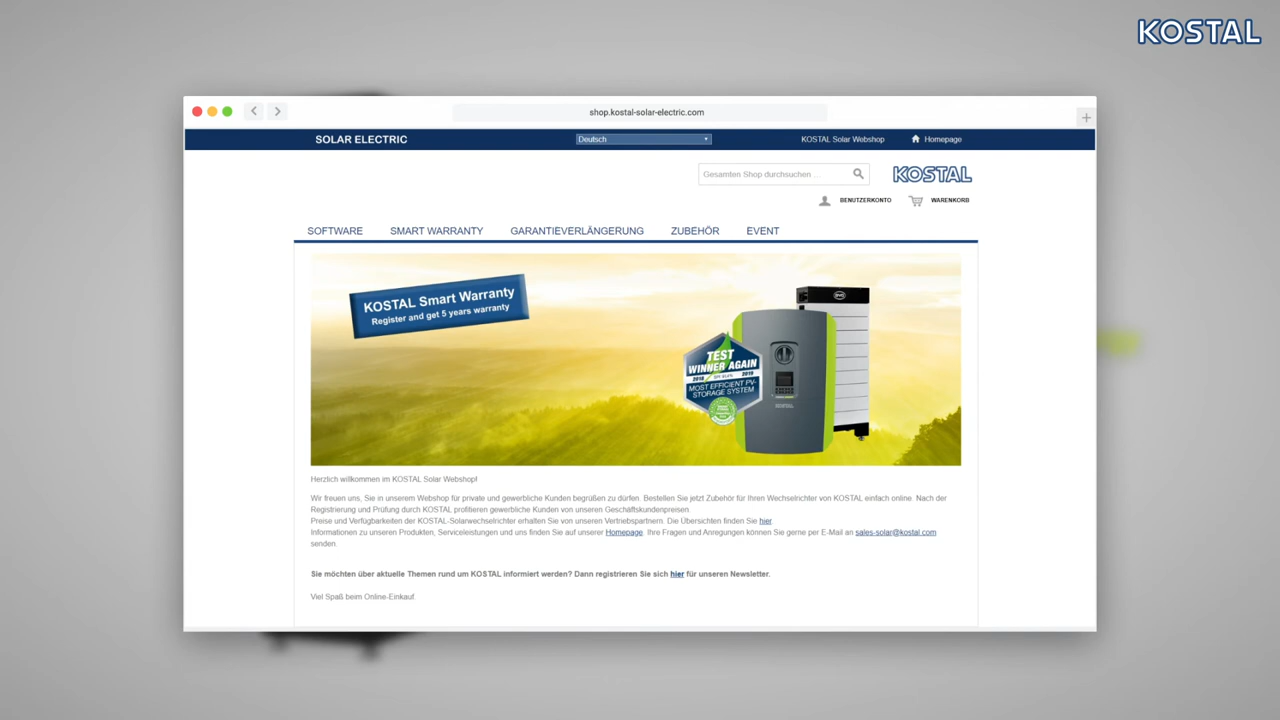 KOSTAL
shop.kostal-solar-electric.com
SOLAR ELECTRIC
Deutsch
KOSTAL Solar Webshop
Homepage
Gesamten Shop durchsuchen ...
KOSTAL
BENUTZERKONTO
WARENKORB
SOFTWARE
SMART WARRANTY
GARANTIEVERLÄNGERUNG
ZUBEHÖR
EVENT
KOSTAL Smart Warranty
Register and get 5 years warranty
BYD
TEST
WINNER AGAIN
2018
2019
MOST EFFICIENT PV-
STORAGE SYSTEM
Herzlich willkommen im KOSTAL Solar Webshop!
Wir freuen uns, Sie in unserem Webshop für private und gewerbliche Kunden begrüßen zu dürfen. Bestellen Sie jetzt Zubehör für Ihren Wechselrichter von KOSTAL einfach online. Nach der
Registrierung und Prüfung durch KOSTAL profitieren gewerbliche Kunden von unseren Geschäftskundenpreisen.
Preise und Verfügbarkeiten der KOSTAL-Solarwechselrichter erhalten Sie von unseren Vertriebspartnern. Die Übersichten finden Sie hier
Informationen zu unseren Produkten, Serviceleistungen und uns finden Sie auf unserer Homepage. Ihre Fragen und Anregungen können Sie gerne per E-Mail an sales-solar@kostal.com
senden.
Sie möchten über aktuelle Themen rund um KOSTAL informiert werden? Dann registrieren Sie sich hier für unseren Newsletter.
Viel Spaß beim Online-Einkauf.